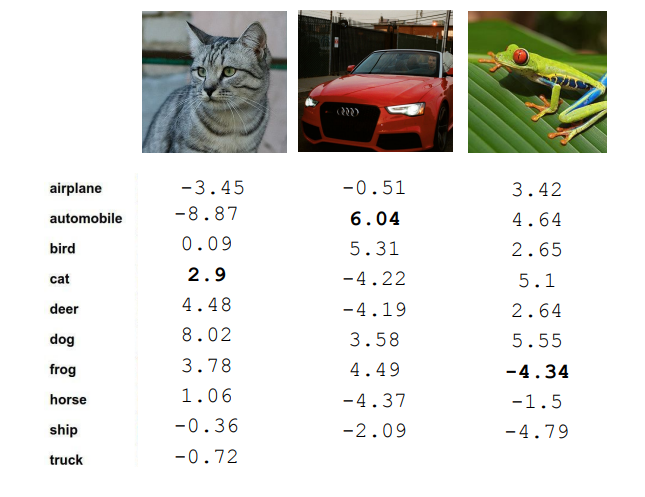 airplane -3.45 -0.51 3.42
automobile -8.87 6.04 4.64
bird 0.09 5.31 2.65
cat 2.9 -4.22 5.1
deer 4.48 -4.19 2.64
dog 8.02 3.58 5.55
frog 3.78 4.49 -4.34
horse 1.06 -4.37 -1.5
ship -0.36 -2.09 -4.79
truck -0.72